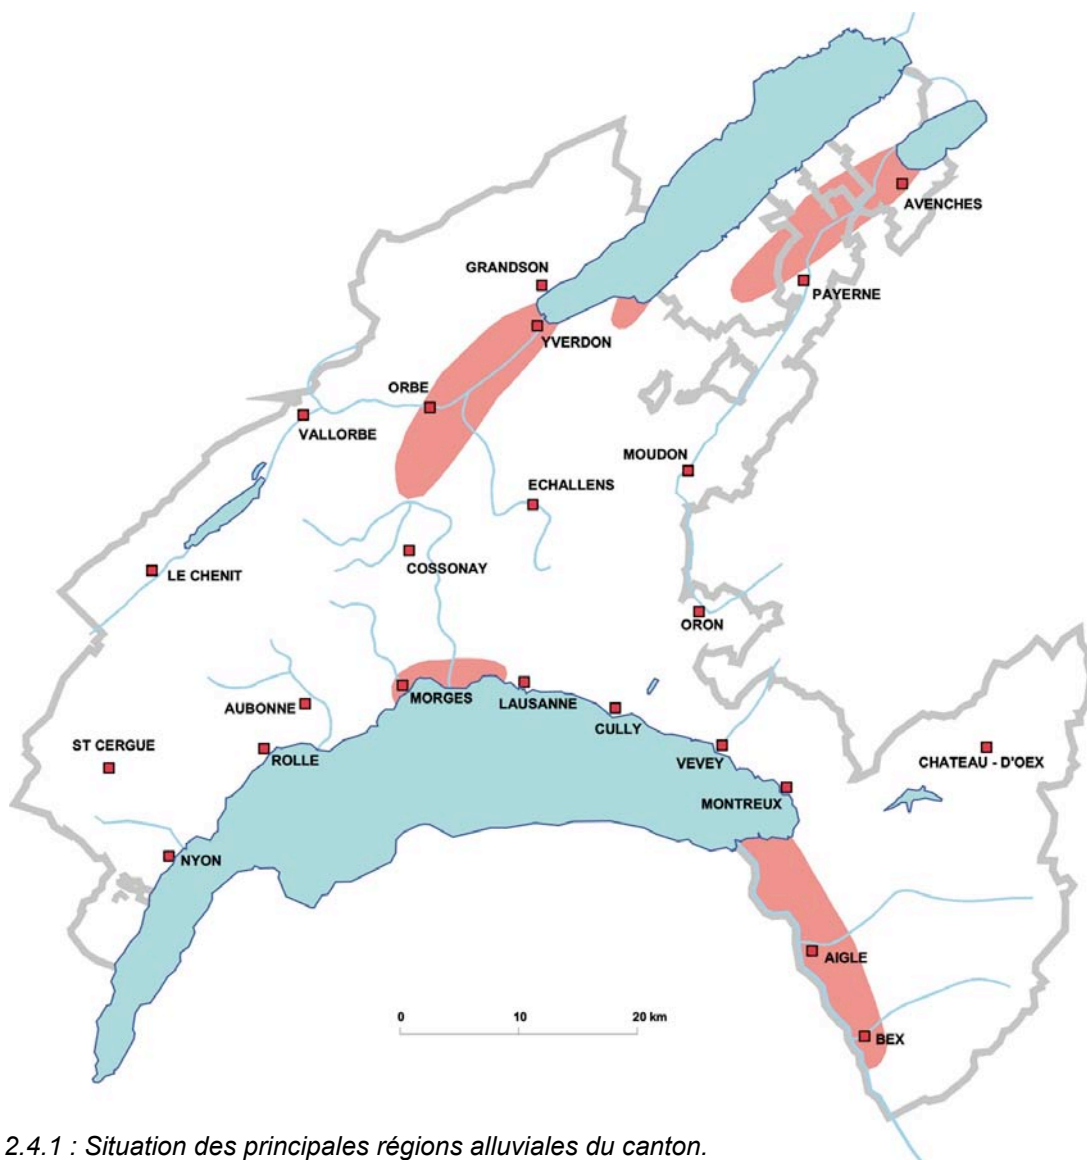 AVENCHES
GRANDSON
PAYERNE
YVERDON
ORBE
VALLORBE
MOUDON
ECHALLENS
COSSONAY
LE CHENIT
ORON
MORGES
LAUSANNE
AUBONNE
CULLY
ST CERGUE
ROLLE
VEVEY
CHATEAU - D'OEX
MONTREUX
NYON
AIGLE
0 10 20 km
BEX
2.4.1 : Situation des principales régions alluviales du canton.